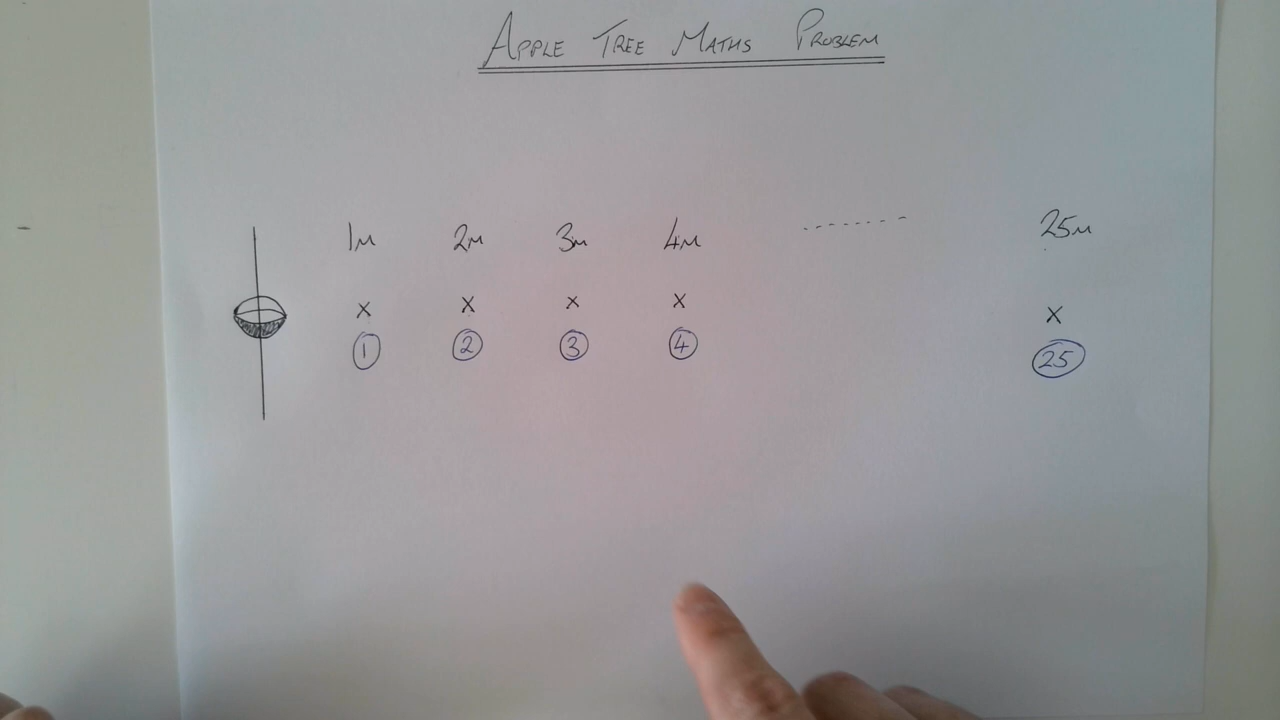 APPLE TREE MATHS PROBLEM
1M 2M 3M 4M 25M
X X X X X
1 2 3 4 25